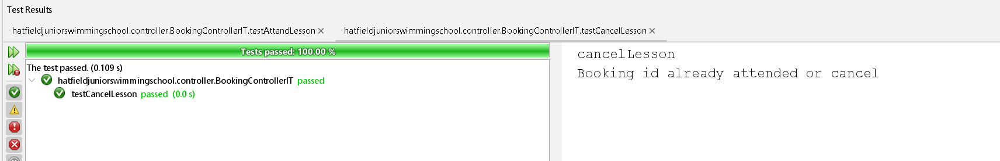 Test Results
hatfieldjuniorswimmingschool.controller.BookingControllerIT.testAttendLesson
hatfieldjuniorswimmingschool.controller.BookingControllerIT.testCancelLesson
Tests passed: 100.00 %
The test passed. (0.109 s)
hatfieldjuniorswimmingschool.controller.BookingControllerIT passed
testCancelLesson passed (0.0 s)
cancelLesson
Booking id already attended or cancel